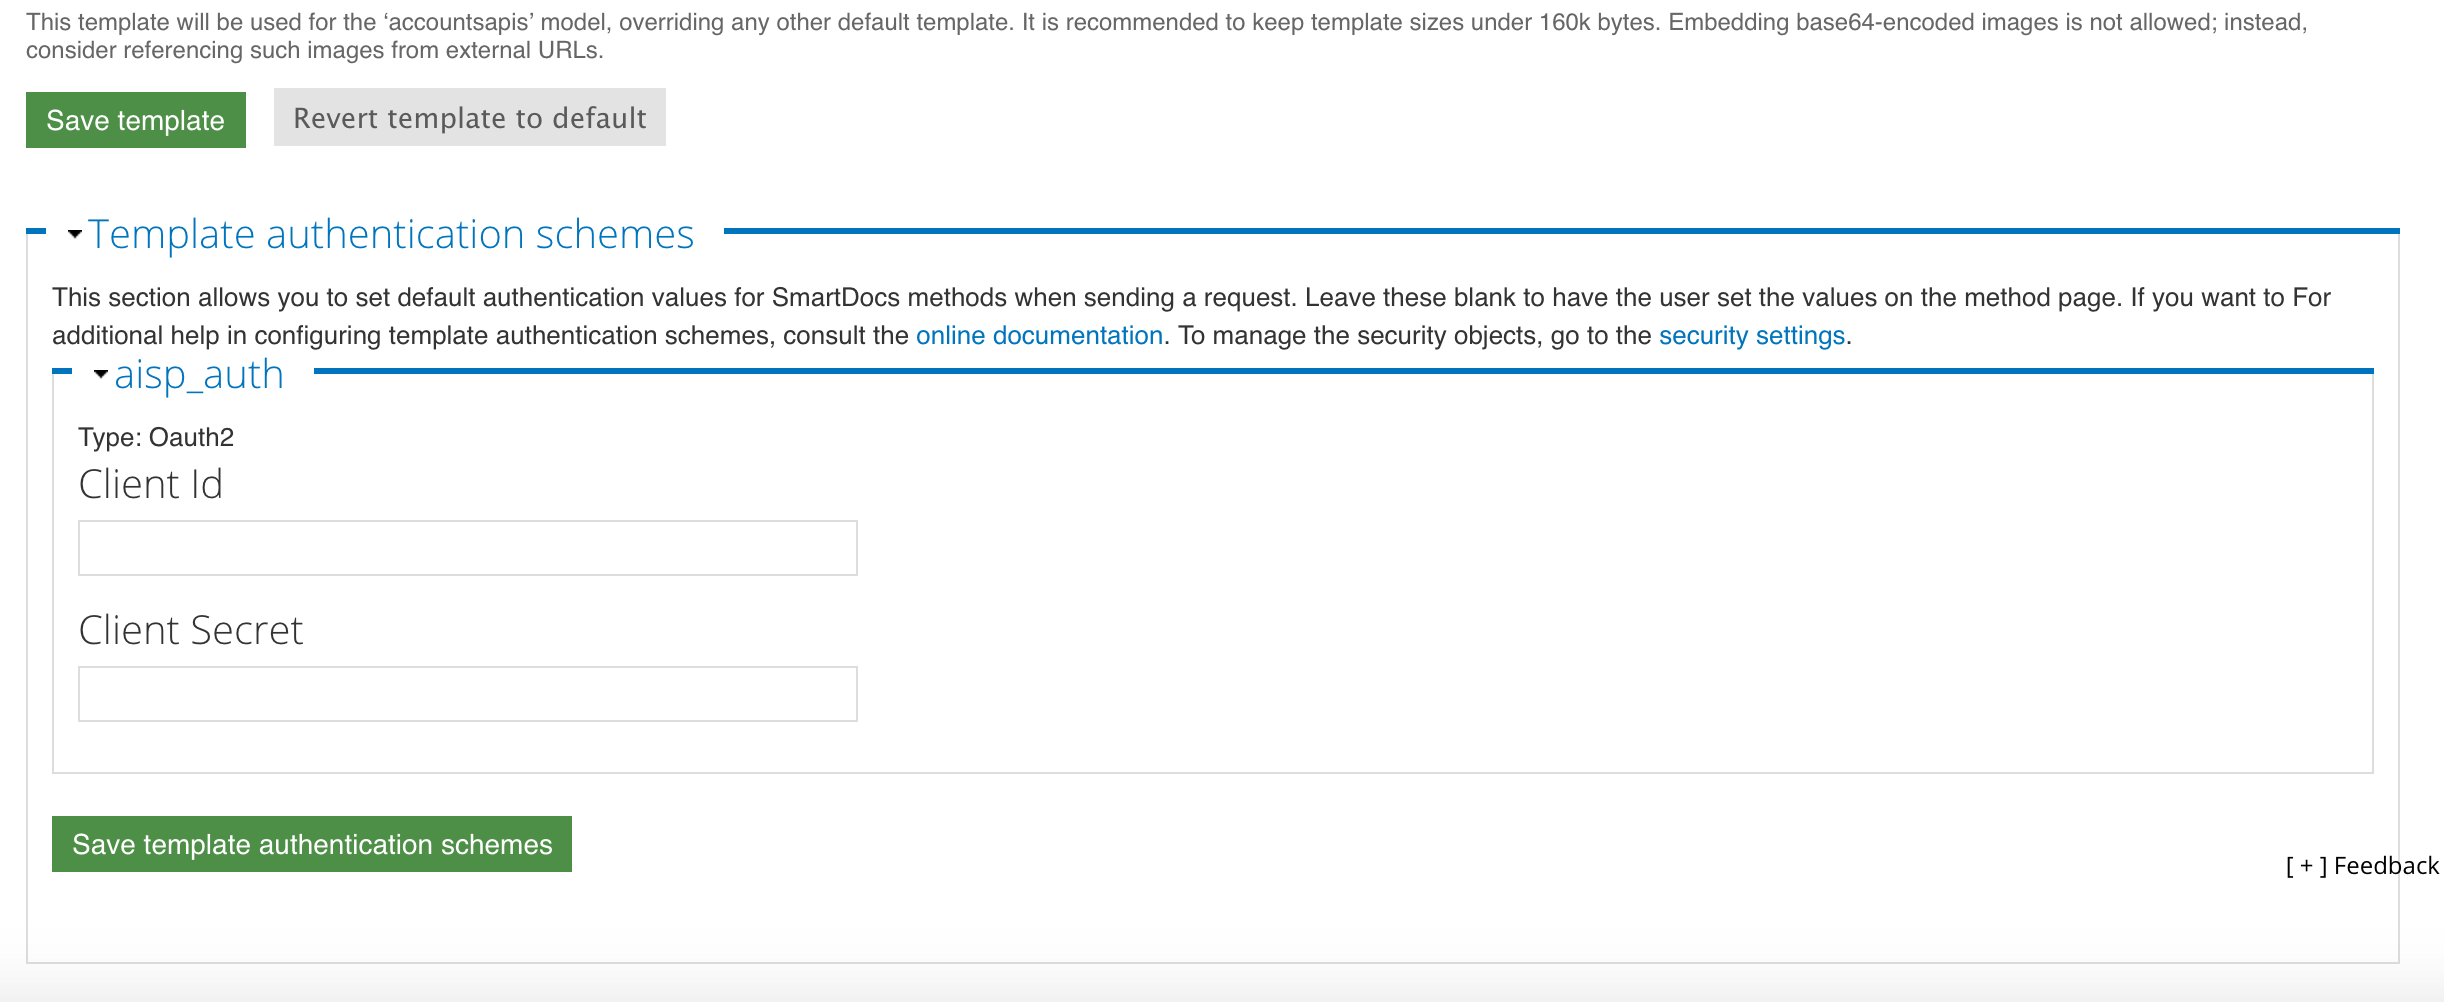 This template will be used for the ‘accountsapis’ model, overriding any other default template. It is recommended to keep template sizes under 160k bytes. Embedding base64-encoded images is not allowed; instead,
consider referencing such images from external URLs.
Save template
Revert template to default
Template authentication schemes
This section allows you to set default authentication values for SmartDocs methods when sending a request. Leave these blank to have the user set the values on the method page. If you want to For
additional help in configuring template authentication schemes, consult the online documentation. To manage the security objects, go to the security settings.
aisp_auth
Type: Oauth2
Client Id
Client Secret
Save template authentication schemes
[ + ] Feedback